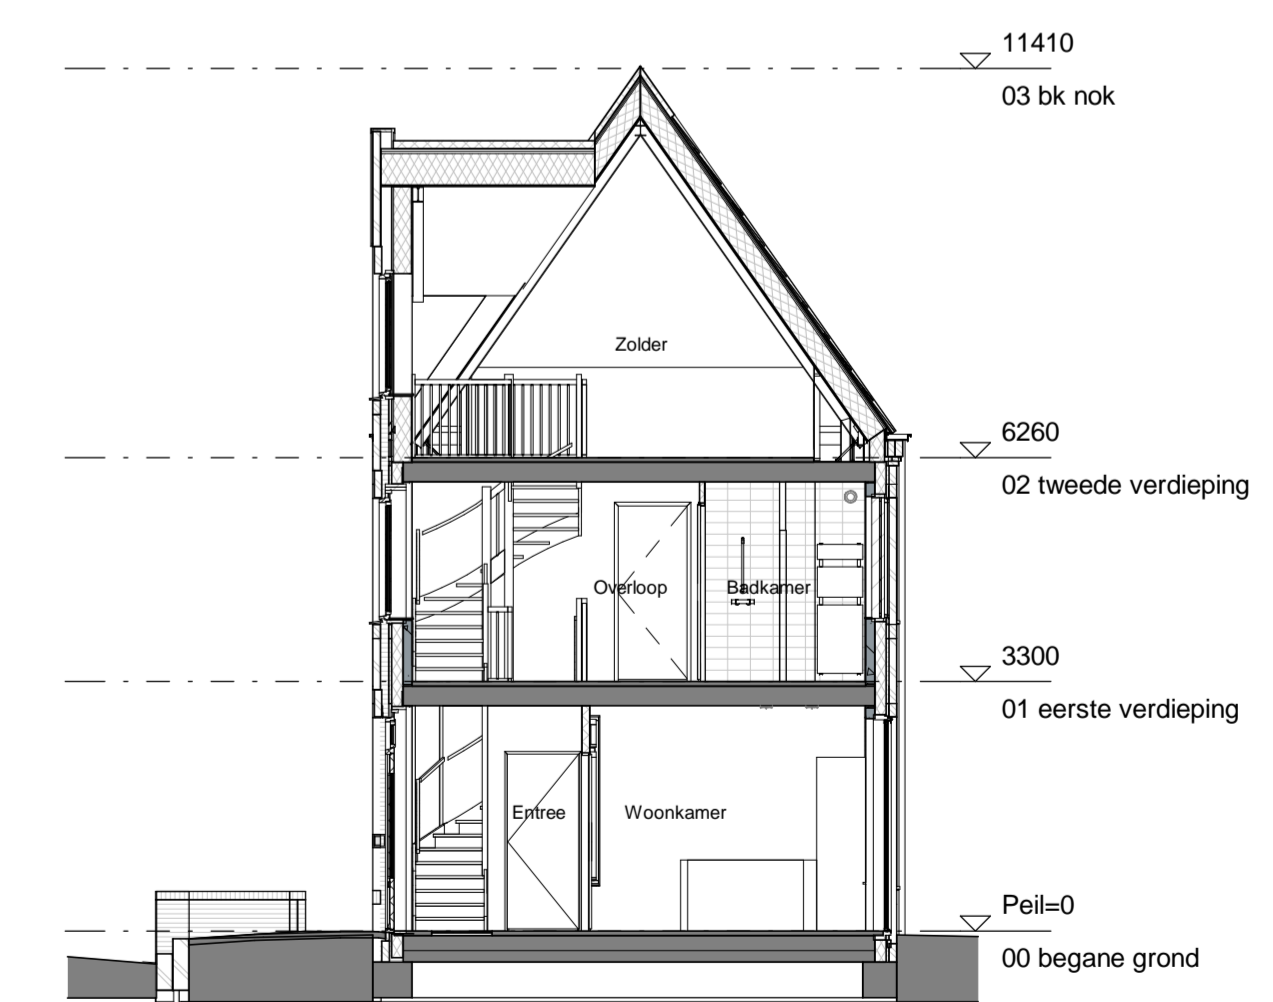 11410
03 bk nok
Zolder
6260
02 tweede verdieping
Overloop
Badkamer
3300
01 eerste verdieping
Entree
Woonkamer
Peil=0
00 begane grond